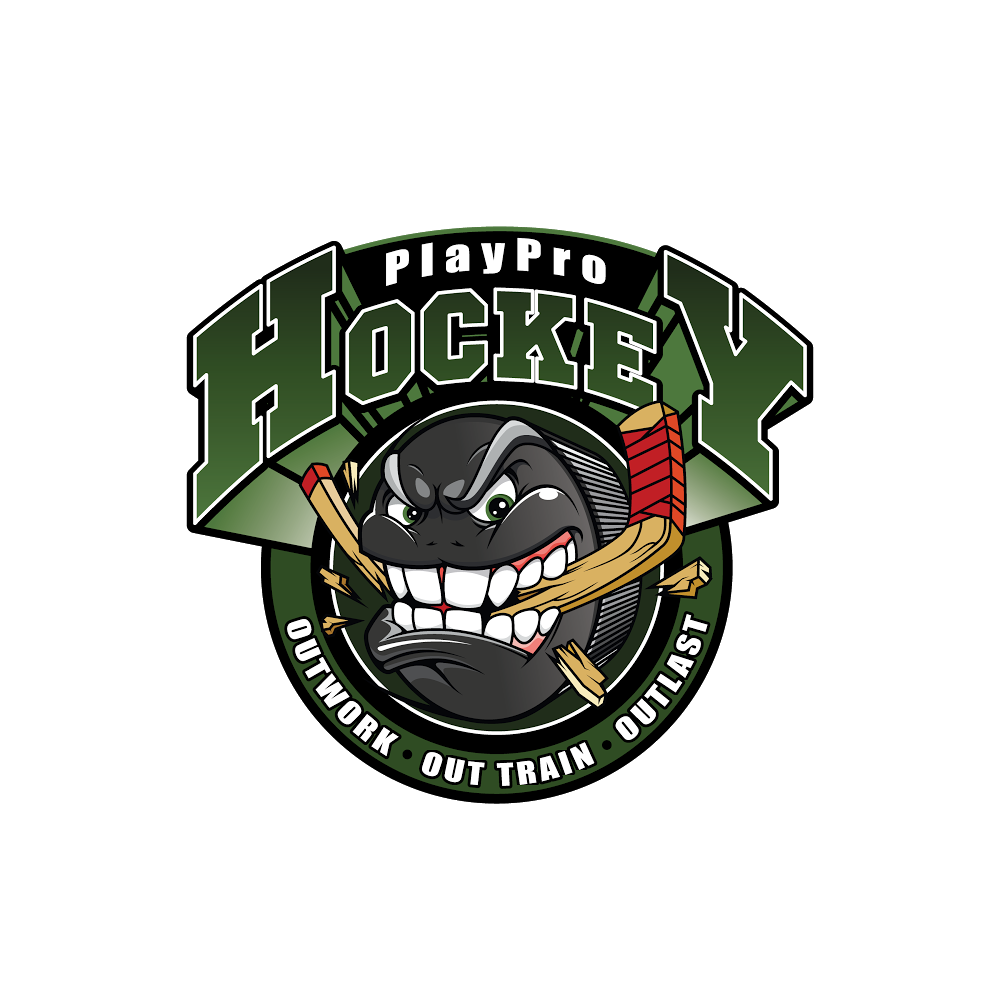 PlayPro
HOCKEY
OUTWORK • OUT TRAIN • OUTLAST